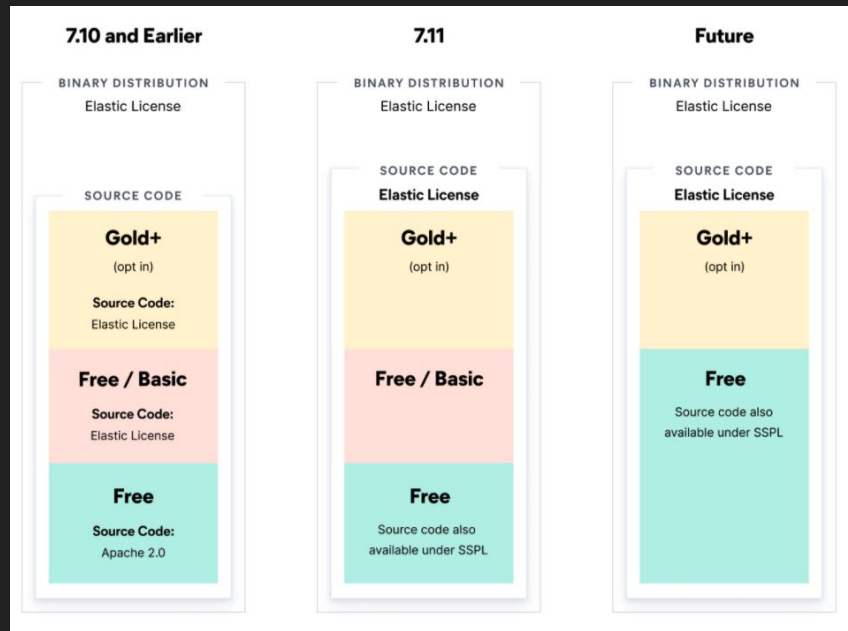 7.10 and Earlier
BINARY DISTRIBUTION
Elastic License
SOURCE CODE
Gold+
(opt in)
Source Code:
Elastic License
Free / Basic
Source Code:
Elastic License
Free
Source Code:
Apache 2.0
7.11
BINARY DISTRIBUTION
Elastic License
SOURCE CODE
Elastic License
Gold+
(opt in)
Free / Basic
Free
Source code also
available under SSPL
Future
BINARY DISTRIBUTION
Elastic License
SOURCE CODE
Elastic License
Gold+
(opt in)
Free
Source code also
available under SSPL